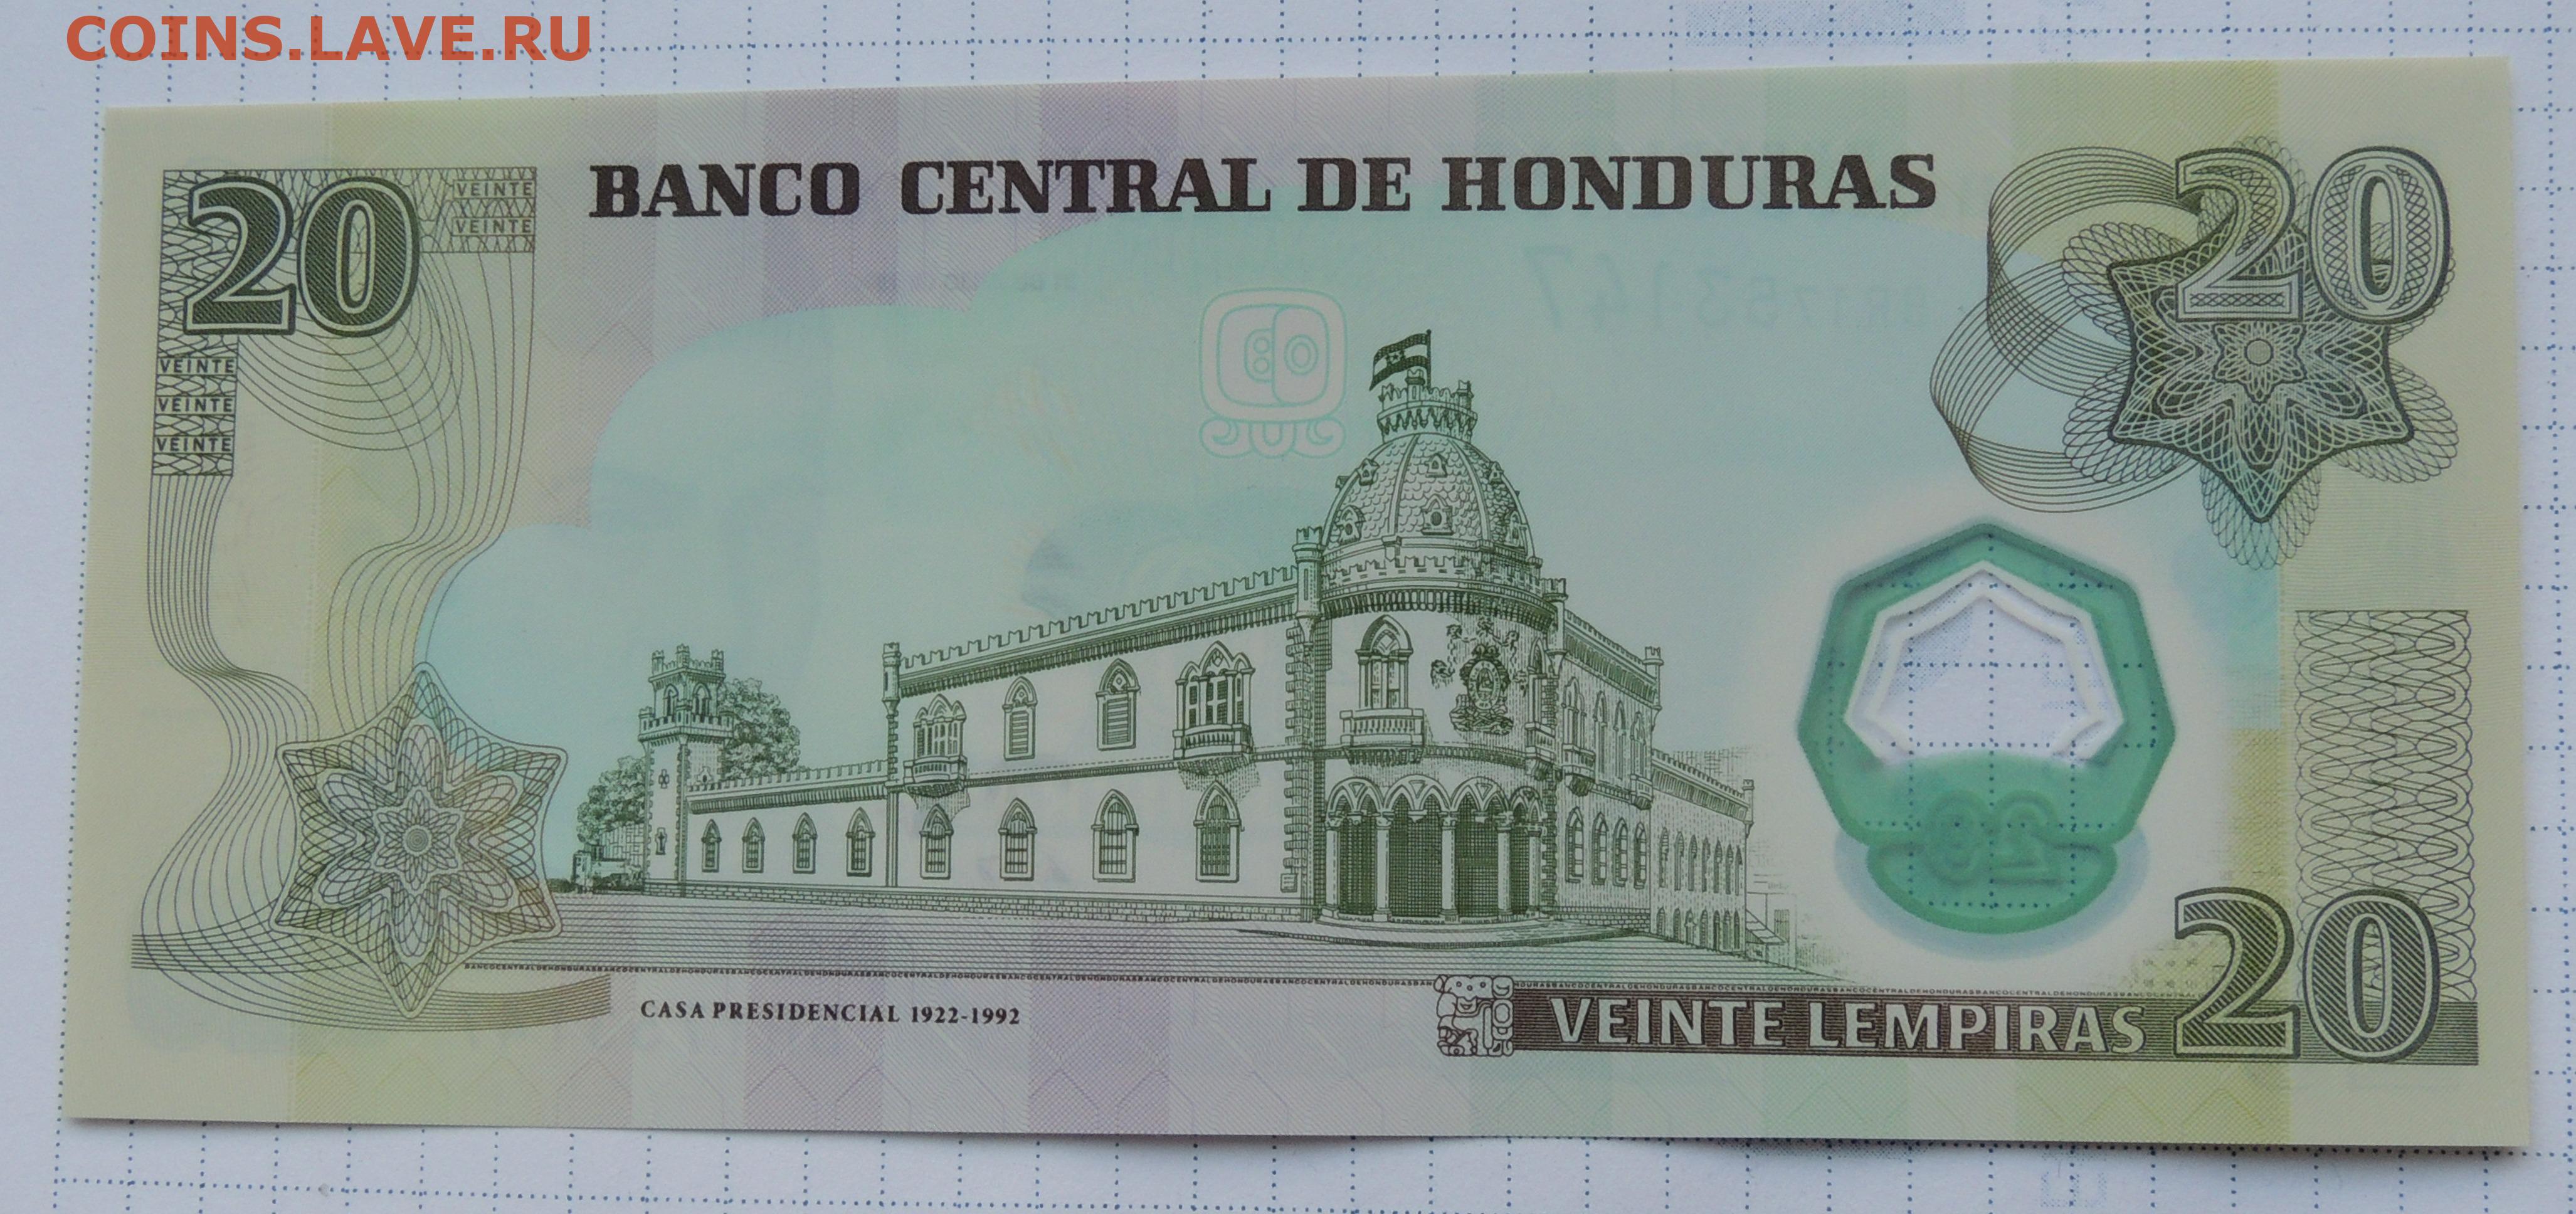 COINS.LAVE.RU
20
VEINTE
VEINTE
BANCO CENTRAL DE HONDURAS
20
VEINTE
VEINTE
VEINTE
CASA PRESIDENCIAL 1922-1992
VEINTE LEMPIRAS
20